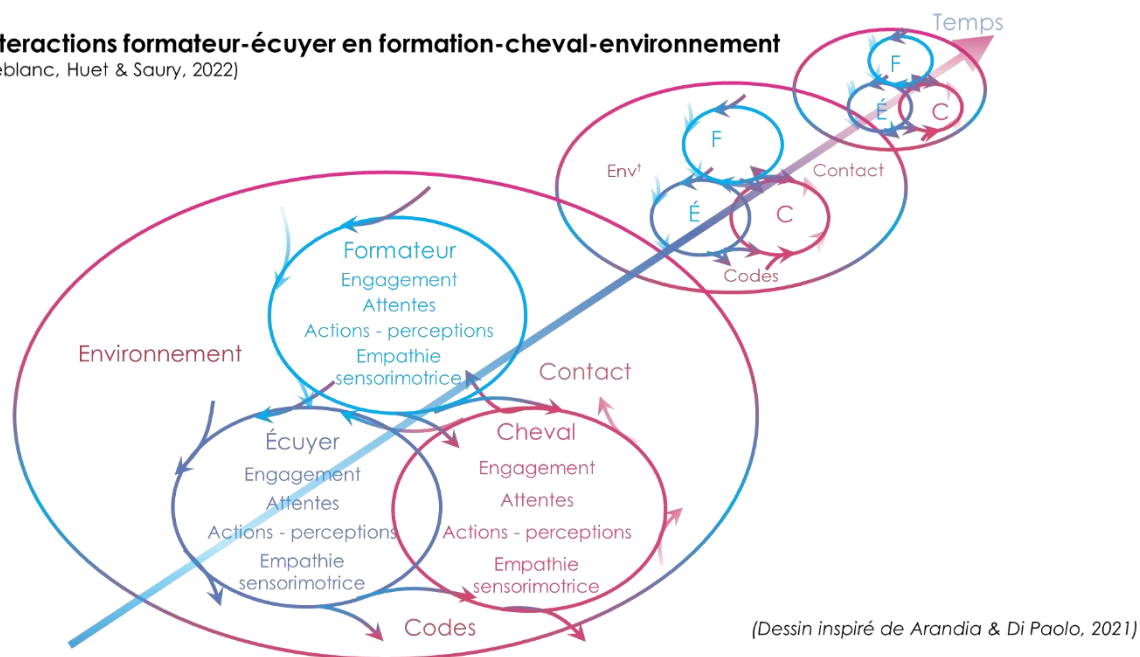 nteractions formateur-écuyer en formation-cheval-environnement
eblanc, Huet & Saury, 2022)
Temps
F
É
C
F
Envᵗ
Contact
É
C
Codes
Formateur
Engagement
Attentes
Actions - perceptions
Empathie
sensorimotrice
Environnement
Contact
Écuyer
Engagement
Attentes
Actions - perceptions
Empathie
sensorimotrice
Cheval
Engagement
Attentes
Actions - perceptions
Empathie
sensorimotrice
Codes
(Dessin inspiré de Arandia & Di Paolo, 2021)